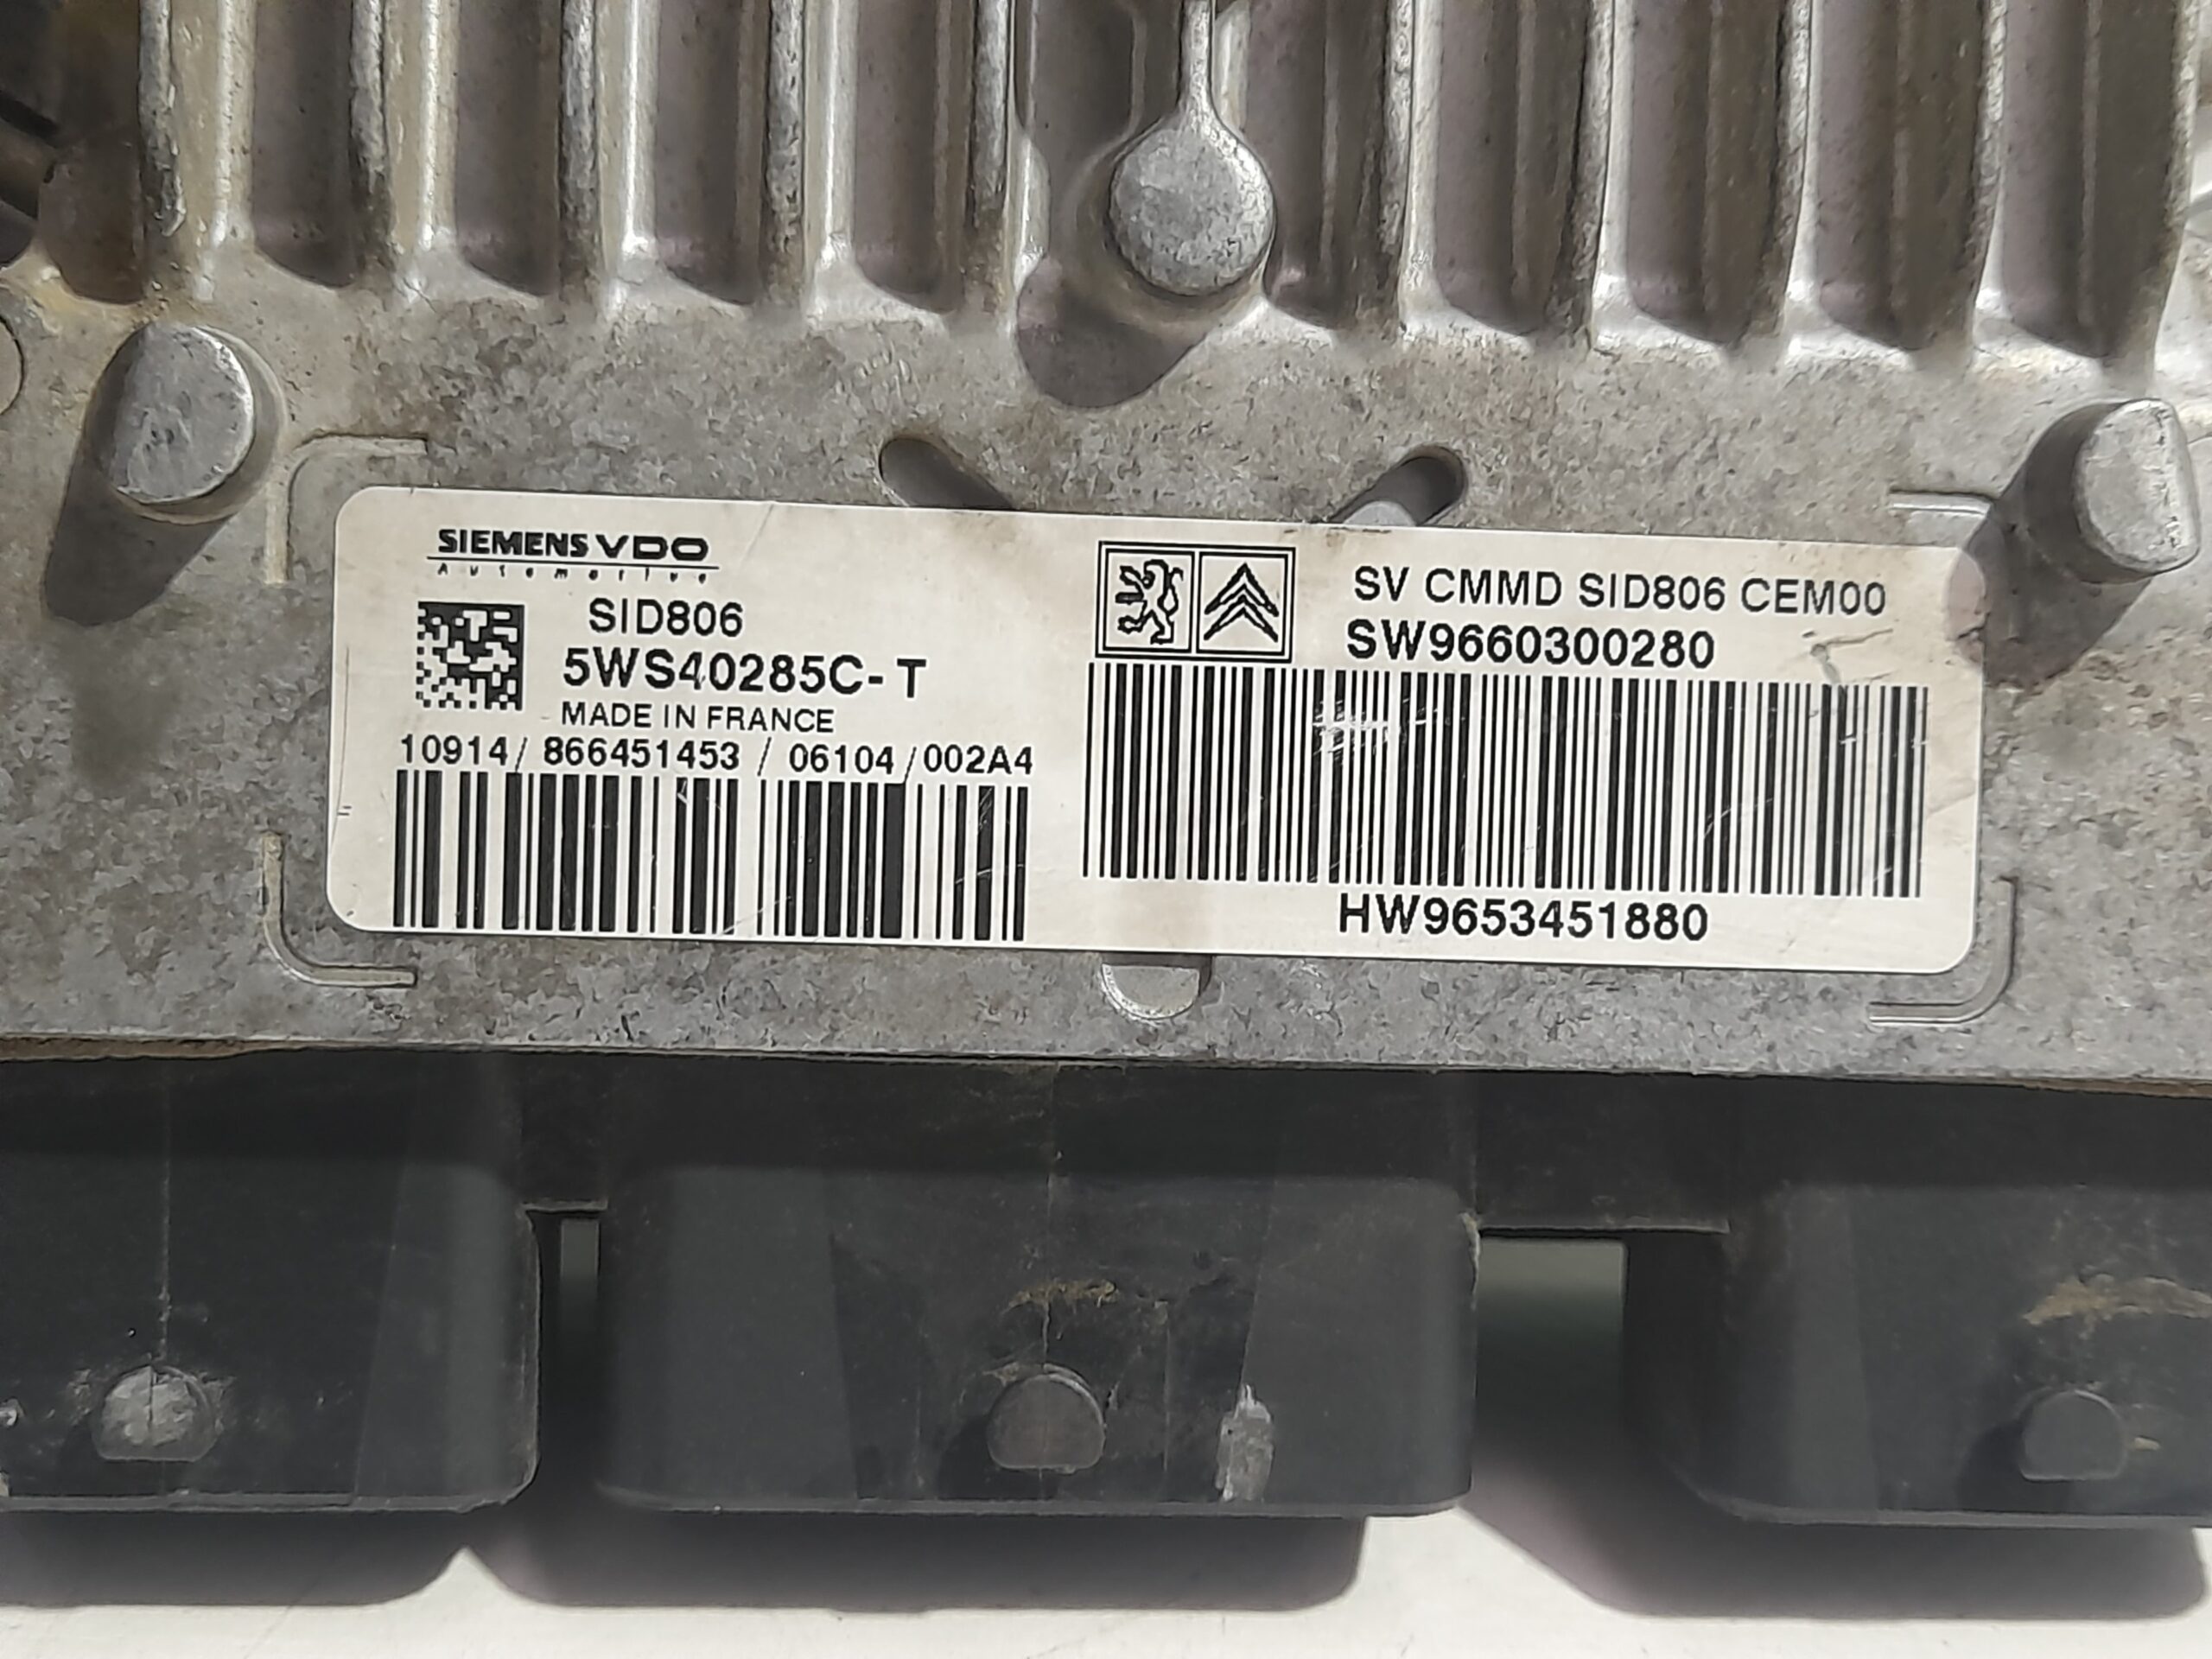 SIEMENS VDO
Automotive
SID806
5WS40285C-T
MADE IN FRANCE
10914/ 866451453 / 06104/002A4
SV CMMD SID806 CEM00
SW9660300280
HW9653451880